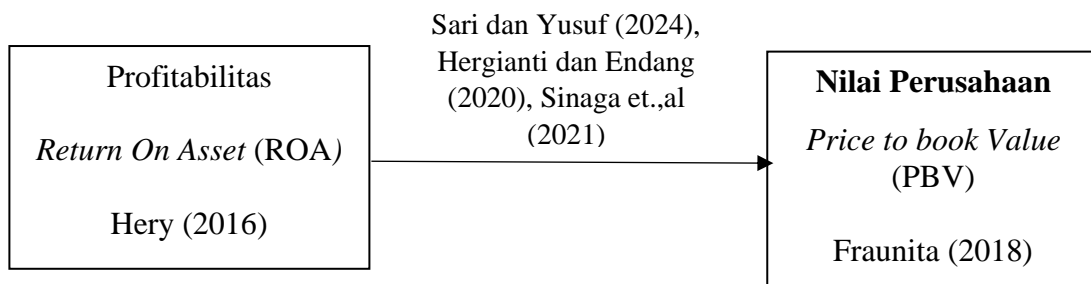 Profitabilitas
Return On Asset (ROA)
Hery (2016)
Sari dan Yusuf (2024),
Hergianti dan Endang
(2020), Sinaga et.,al
(2021)
Nilai Perusahaan
Price to book Value
(PBV)
Fraunita (2018)